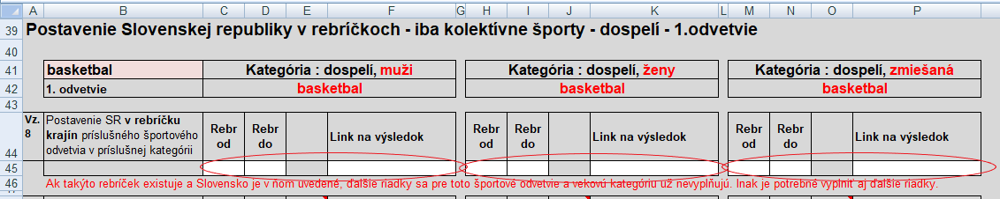 A B C D E F G H I J K L M N O P
39 Postavenie Slovenskej republiky v rebríčkoch - iba kolektívne športy - dospelí - 1.odvetvie
40
41 basketbal Kategória : dospelí, muži Kategória : dospelí, ženy Kategória : dospelí, zmiešaná
42 1. odvetvie basketbal basketbal basketbal
43
44 Vz. 8
Postavenie SR v rebríčku
krajín príslušného športového
odvetvia v príslušnej kategórii
Rebr od
Rebr do
Link na výsledok
Rebr od
Rebr do
Link na výsledok
Rebr od
Rebr do
Link na výsledok
45
46 Ak takýto rebríček existuje a Slovensko je v ňom uvedené, ďalšie riadky sa pre toto športové odvetvie a vekovú kategóriu už nevyplňujú. Inak je potrebné vyplniť aj ďalšie riadky.